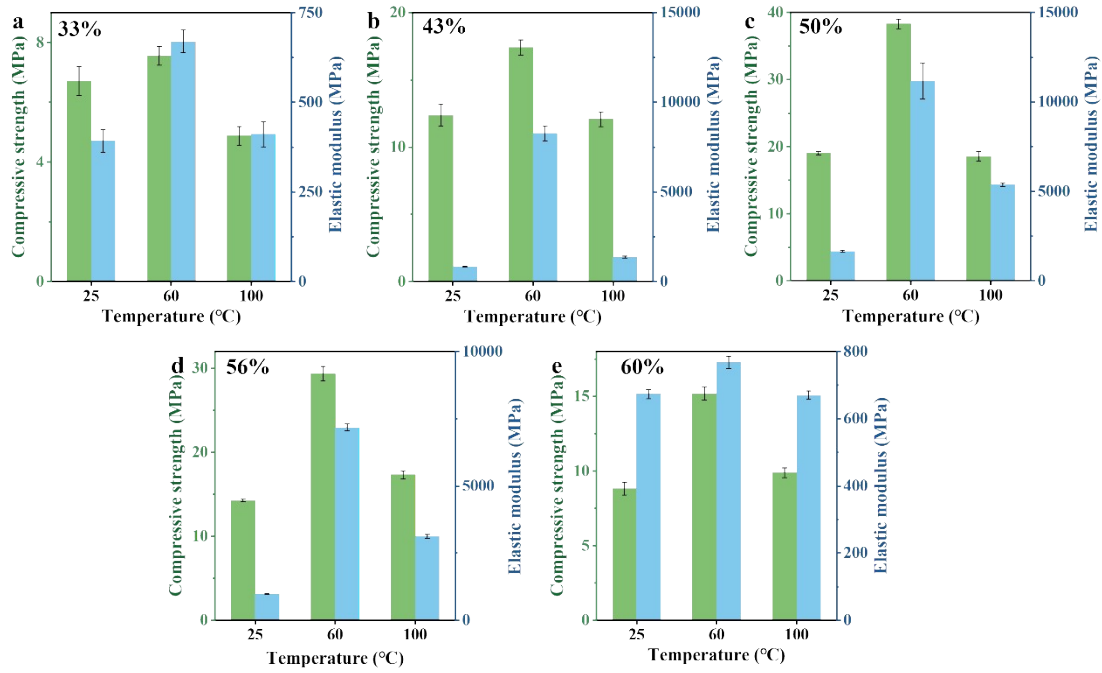 a 33%
Compressive strength (MPa)
8
4
0
Elastic modulus (MPa)
750
500
250
0
25 60 100
Temperature (℃)
b 43%
Compressive strength (MPa)
20
10
0
Elastic modulus (MPa)
15000
10000
5000
0
25 60 100
Temperature (℃)
c 50%
Compressive strength (MPa)
40
30
20
10
0
Elastic modulus (MPa)
15000
10000
5000
0
25 60 100
Temperature (℃)
d 56%
Compressive strength (MPa)
30
20
10
0
Elastic modulus (MPa)
10000
5000
0
25 60 100
Temperature (℃)
e 60%
Compressive strength (MPa)
15
10
5
0
Elastic modulus (MPa)
800
600
400
200
0
25 60 100
Temperature (℃)